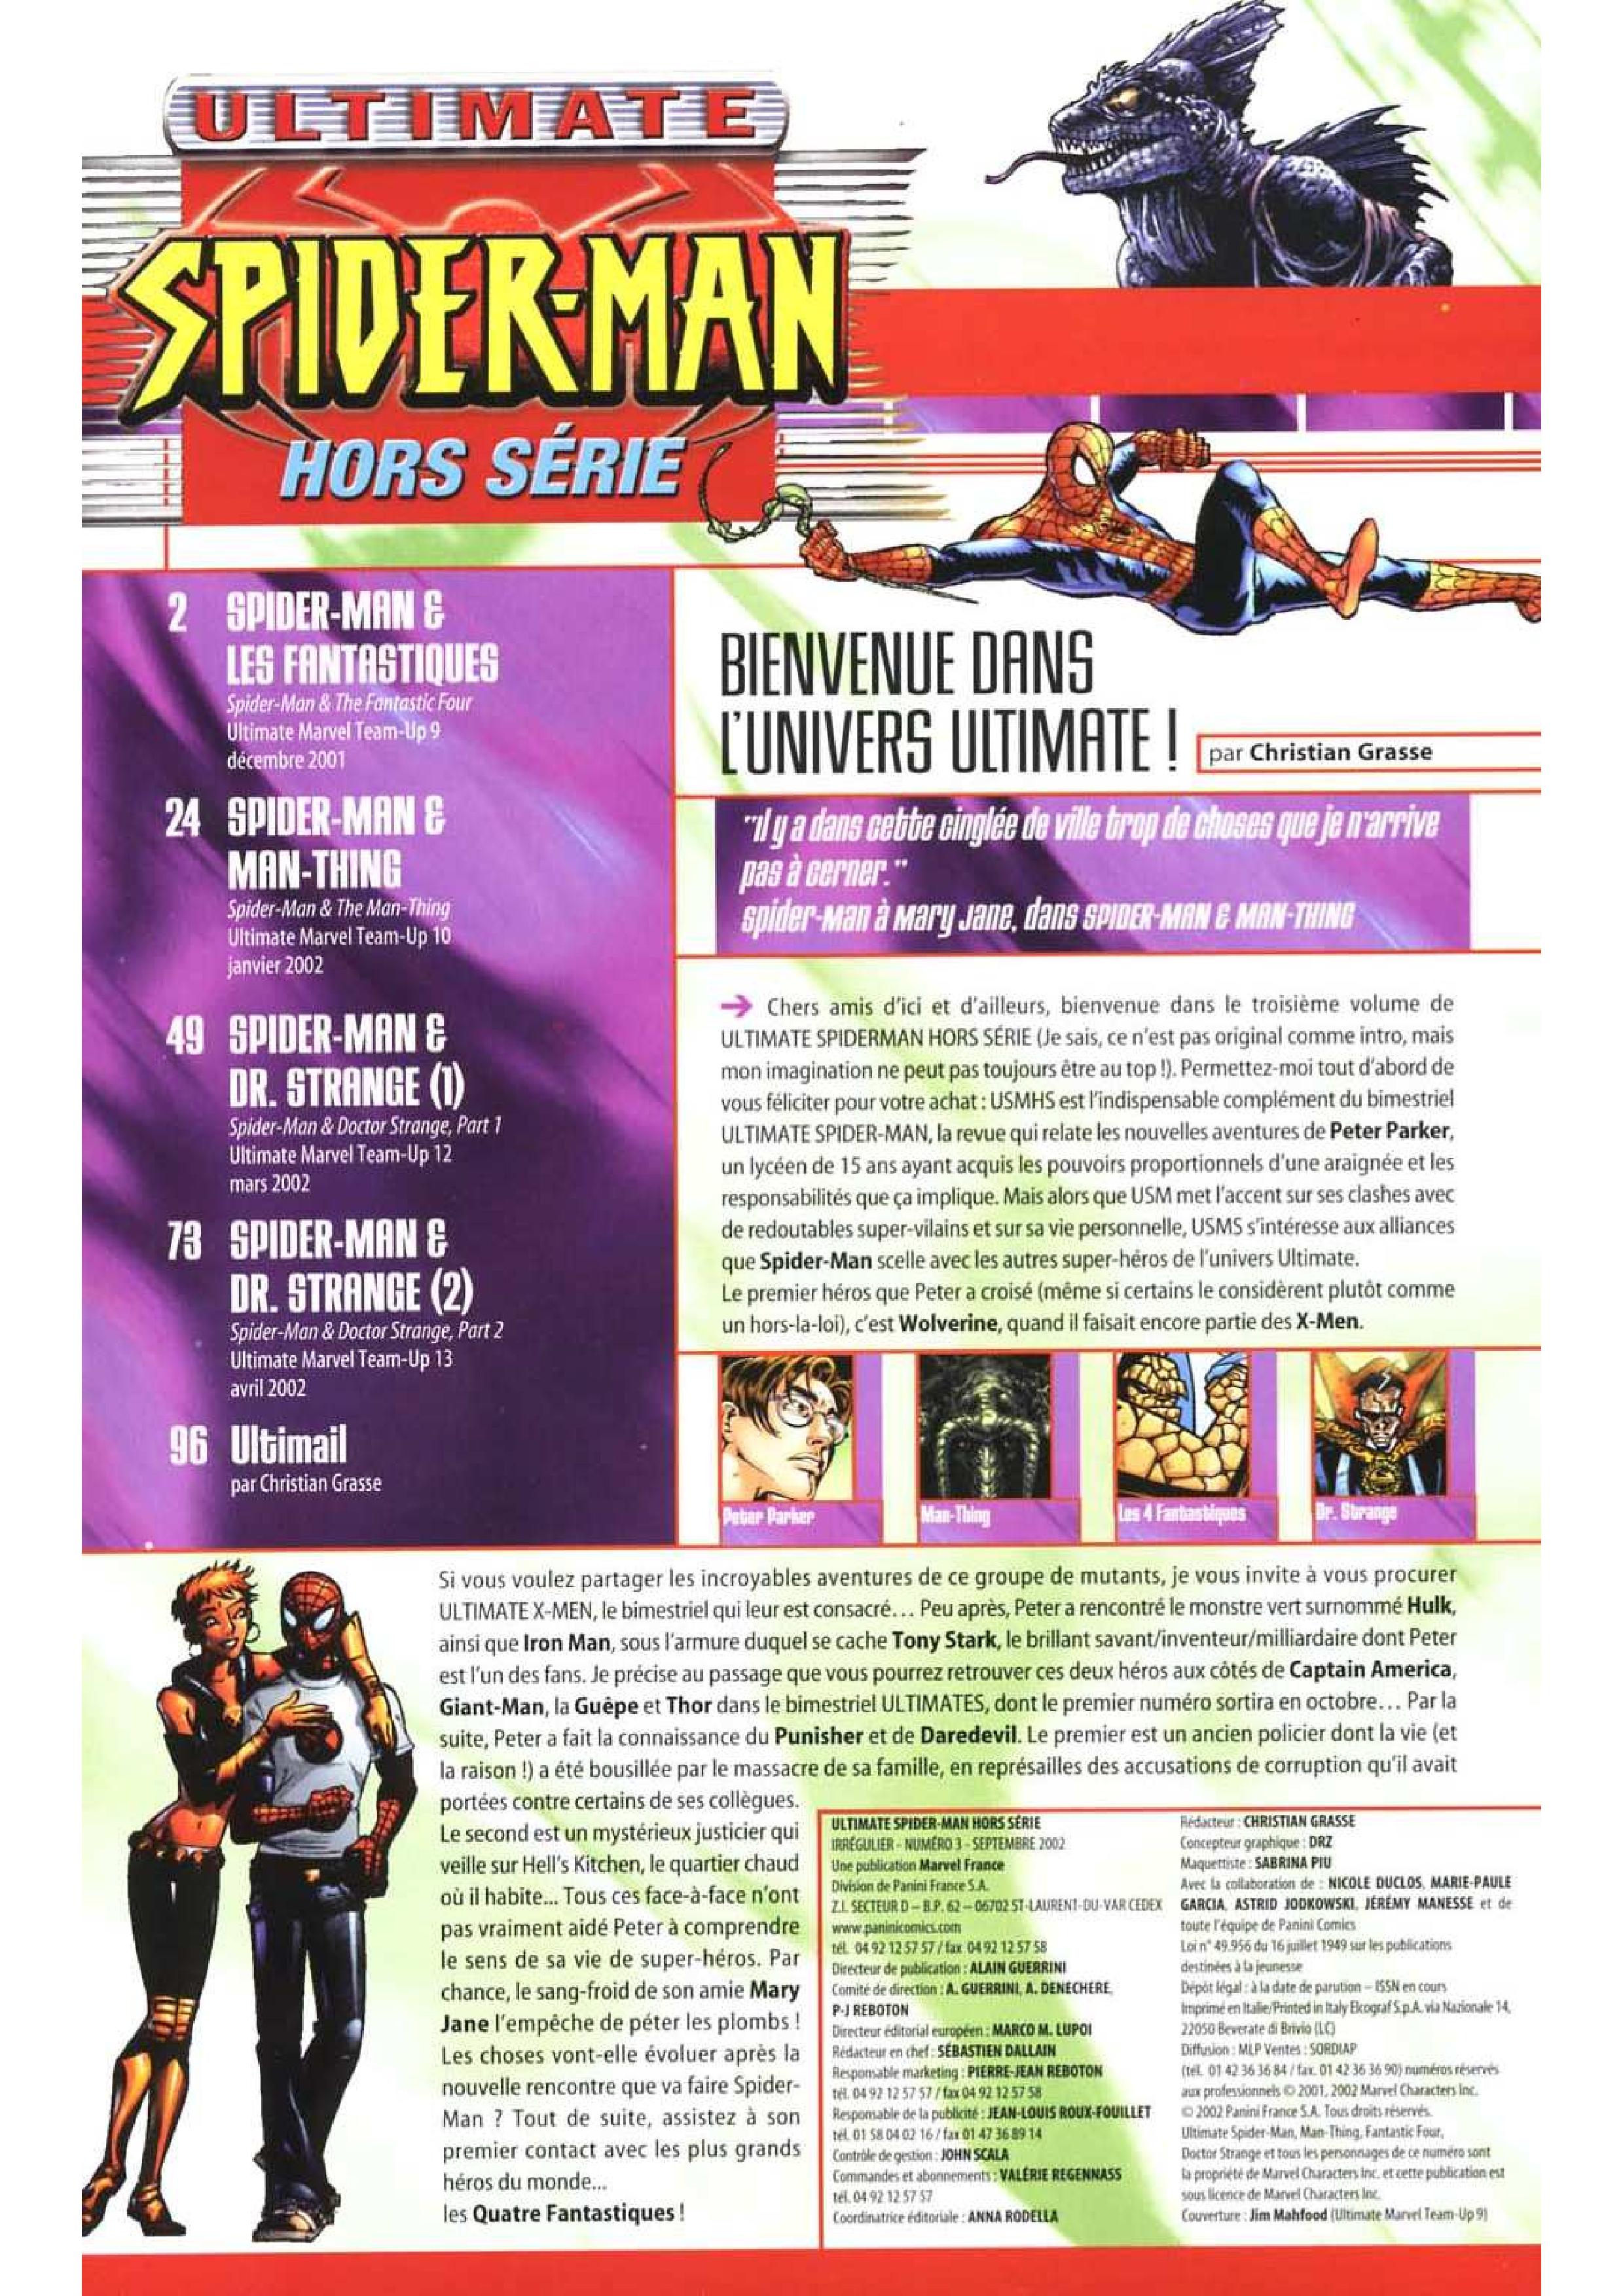 ULTIMATE
SPIDER-MAN
HORS SÉRIE
2 SPIDER-MAN &
LES FANTASTIQUES
Spider-Man & The Fantastic Four
Ultimate Marvel Team-Up 9
décembre 2001
24 SPIDER-MAN &
MAN-THING
Spider-Man & The Man-Thing
Ultimate Marvel Team-Up 10
janvier 2002
49 SPIDER-MAN &
DR. STRANGE (1)
Spider-Man & Doctor Strange, Part 1
Ultimate Marvel Team-Up 12
mars 2002
73 SPIDER-MAN &
DR. STRANGE (2)
Spider-Man & Doctor Strange, Part 2
Ultimate Marvel Team-Up 13
avril 2002
96 Ultimail
par Christian Grasse
BIENVENUE DANS
L'UNIVERS ULTIMATE !
par Christian Grasse
"Il y a dans cette cinglée de ville trop de choses que je n'arrive
pas à cerner."
Spider-Man à Mary Jane, dans SPIDER-MAN & MAN-THING
→ Chers amis d'ici et d'ailleurs, bienvenue dans le troisième volume de
ULTIMATE SPIDERMAN HORS SÉRIE (Je sais, ce n'est pas original comme intro, mais
mon imagination ne peut pas toujours être au top !). Permettez-moi tout d'abord de
vous féliciter pour votre achat : USMHS est l'indispensable complément du bimestriel
ULTIMATE SPIDER-MAN, la revue qui relate les nouvelles aventures de Peter Parker,
un lycéen de 15 ans ayant acquis les pouvoirs proportionnels d'une araignée et les
responsabilités que ça implique. Mais alors que USM met l'accent sur ses clashes avec
de redoutables super-vilains et sur sa vie personnelle, USMS s'intéresse aux alliances
que Spider-Man scelle avec les autres super-héros de l'univers Ultimate.
Le premier héros que Peter a croisé (même si certains le considèrent plutôt comme
un hors-la-loi), c'est Wolverine, quand il faisait encore partie des X-Men.
Peter Parker
Man-Thing
Les 4 Fantastiques
Dr. Strange
Si vous voulez partager les incroyables aventures de ce groupe de mutants, je vous invite à vous procurer
ULTIMATE X-MEN, le bimestriel qui leur est consacré... Peu après, Peter a rencontré le monstre vert surnommé Hulk,
ainsi que Iron Man, sous l'armure duquel se cache Tony Stark, le brillant savant/inventeur/milliardaire dont Peter
est l'un des fans. Je précise au passage que vous pourrez retrouver ces deux héros aux côtés de Captain America,
Giant-Man, la Guêpe et Thor dans le bimestriel ULTIMATES, dont le premier numéro sortira en octobre... Par la
suite, Peter a fait la connaissance du Punisher et de Daredevil. Le premier est un ancien policier dont la vie (et
la raison !) a été bousillée par le massacre de sa famille, en représailles des accusations de corruption qu'il avait
portées contre certains de ses collègues.
Le second est un mystérieux justicier qui
veille sur Hell's Kitchen, le quartier chaud
où il habite... Tous ces face-à-face n'ont
pas vraiment aidé Peter à comprendre
le sens de sa vie de super-héros. Par
chance, le sang-froid de son amie Mary
Jane l'empêche de péter les plombs !
Les choses vont-elle évoluer après la
nouvelle rencontre que va faire Spider-
Man ? Tout de suite, assistez à son
premier contact avec les plus grands
héros du monde...
les Quatre Fantastiques !
ULTIMATE SPIDER-MAN HORS SÉRIE
IRRÉGULIER - NUMÉRO 3 - SEPTEMBRE 2002
Une publication Marvel France
Division de Panini France S.A.
Z.I. SECTEUR D – B.P. 62 – 06702 ST-LAURENT-DU-VAR CEDEX
www.paninicomics.com
tél. 04 92 12 57 57 / fax 04 92 12 57 58
Directeur de publication : ALAIN GUERRINI
Comité de direction : A. GUERRINI, A. DENECHERE,
P-J REBOTON
Directeur éditorial européen : MARCO M. LUPOI
Rédacteur en chef : SÉBASTIEN DALLAIN
Responsable marketing : PIERRE-JEAN REBOTON
tél. 04 92 12 57 57 / fax 04 92 12 57 58
Responsable de la publicité : JEAN-LOUIS ROUX-FOUILLET
tél. 01 58 04 02 16 / fax 01 47 36 89 14
Contrôle de gestion : JOHN SCALA
Commandes et abonnements : VALÉRIE REGENNASS
tél. 04 92 12 57 57
Coordinatrice éditoriale : ANNA RODELLA
Rédacteur : CHRISTIAN GRASSE
Concepteur graphique : DRZ
Maquettiste : SABRINA PIU
Avec la collaboration de : NICOLE DUCLOS, MARIE-PAULE
GARCIA, ASTRID JODKOWSKI, JÉRÉMY MANESSE et de
toute l'équipe de Panini Comics
Loi n° 49.956 du 16 juillet 1949 sur les publications
destinées à la jeunesse
Dépôt légal : à la date de parution – ISSN en cours
Imprimé en Italie/Printed in Italy Elcograf S.p.A. via Nazionale 14,
22050 Beverate di Brivio (LC)
Diffusion : MLP Ventes : SORDIAP
(tél. 01 42 36 36 84 / fax. 01 42 36 36 90) numéros réservés
aux professionnels © 2001, 2002 Marvel Characters Inc.
© 2002 Panini France S.A. Tous droits réservés.
Ultimate Spider-Man, Man-Thing, Fantastic Four,
Doctor Strange et tous les personnages de ce numéro sont
la propriété de Marvel Characters Inc. et cette publication est
sous licence de Marvel Characters Inc.
Couverture : Jim Mahfood (Ultimate Marvel Team-Up 9)